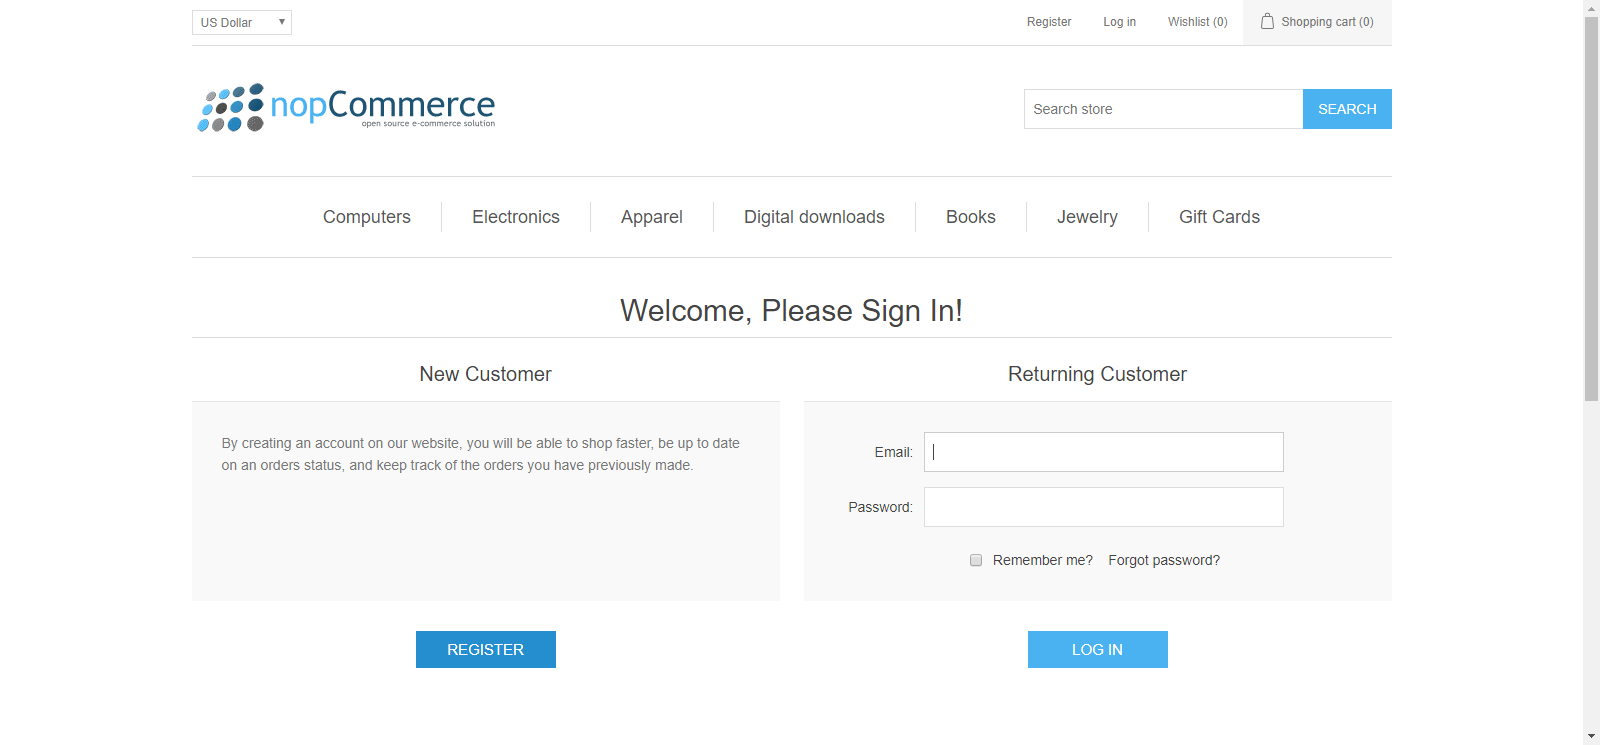 US Dollar
Register Log in Wishlist (0) Shopping cart (0)
nopCommerce
open source e-commerce solution
Search store SEARCH
Computers Electronics Apparel Digital downloads Books Jewelry Gift Cards
Welcome, Please Sign In!
New Customer
By creating an account on our website, you will be able to shop faster, be up to date
on an orders status, and keep track of the orders you have previously made.
REGISTER
Returning Customer
Email:
Password:
Remember me? Forgot password?
LOG IN